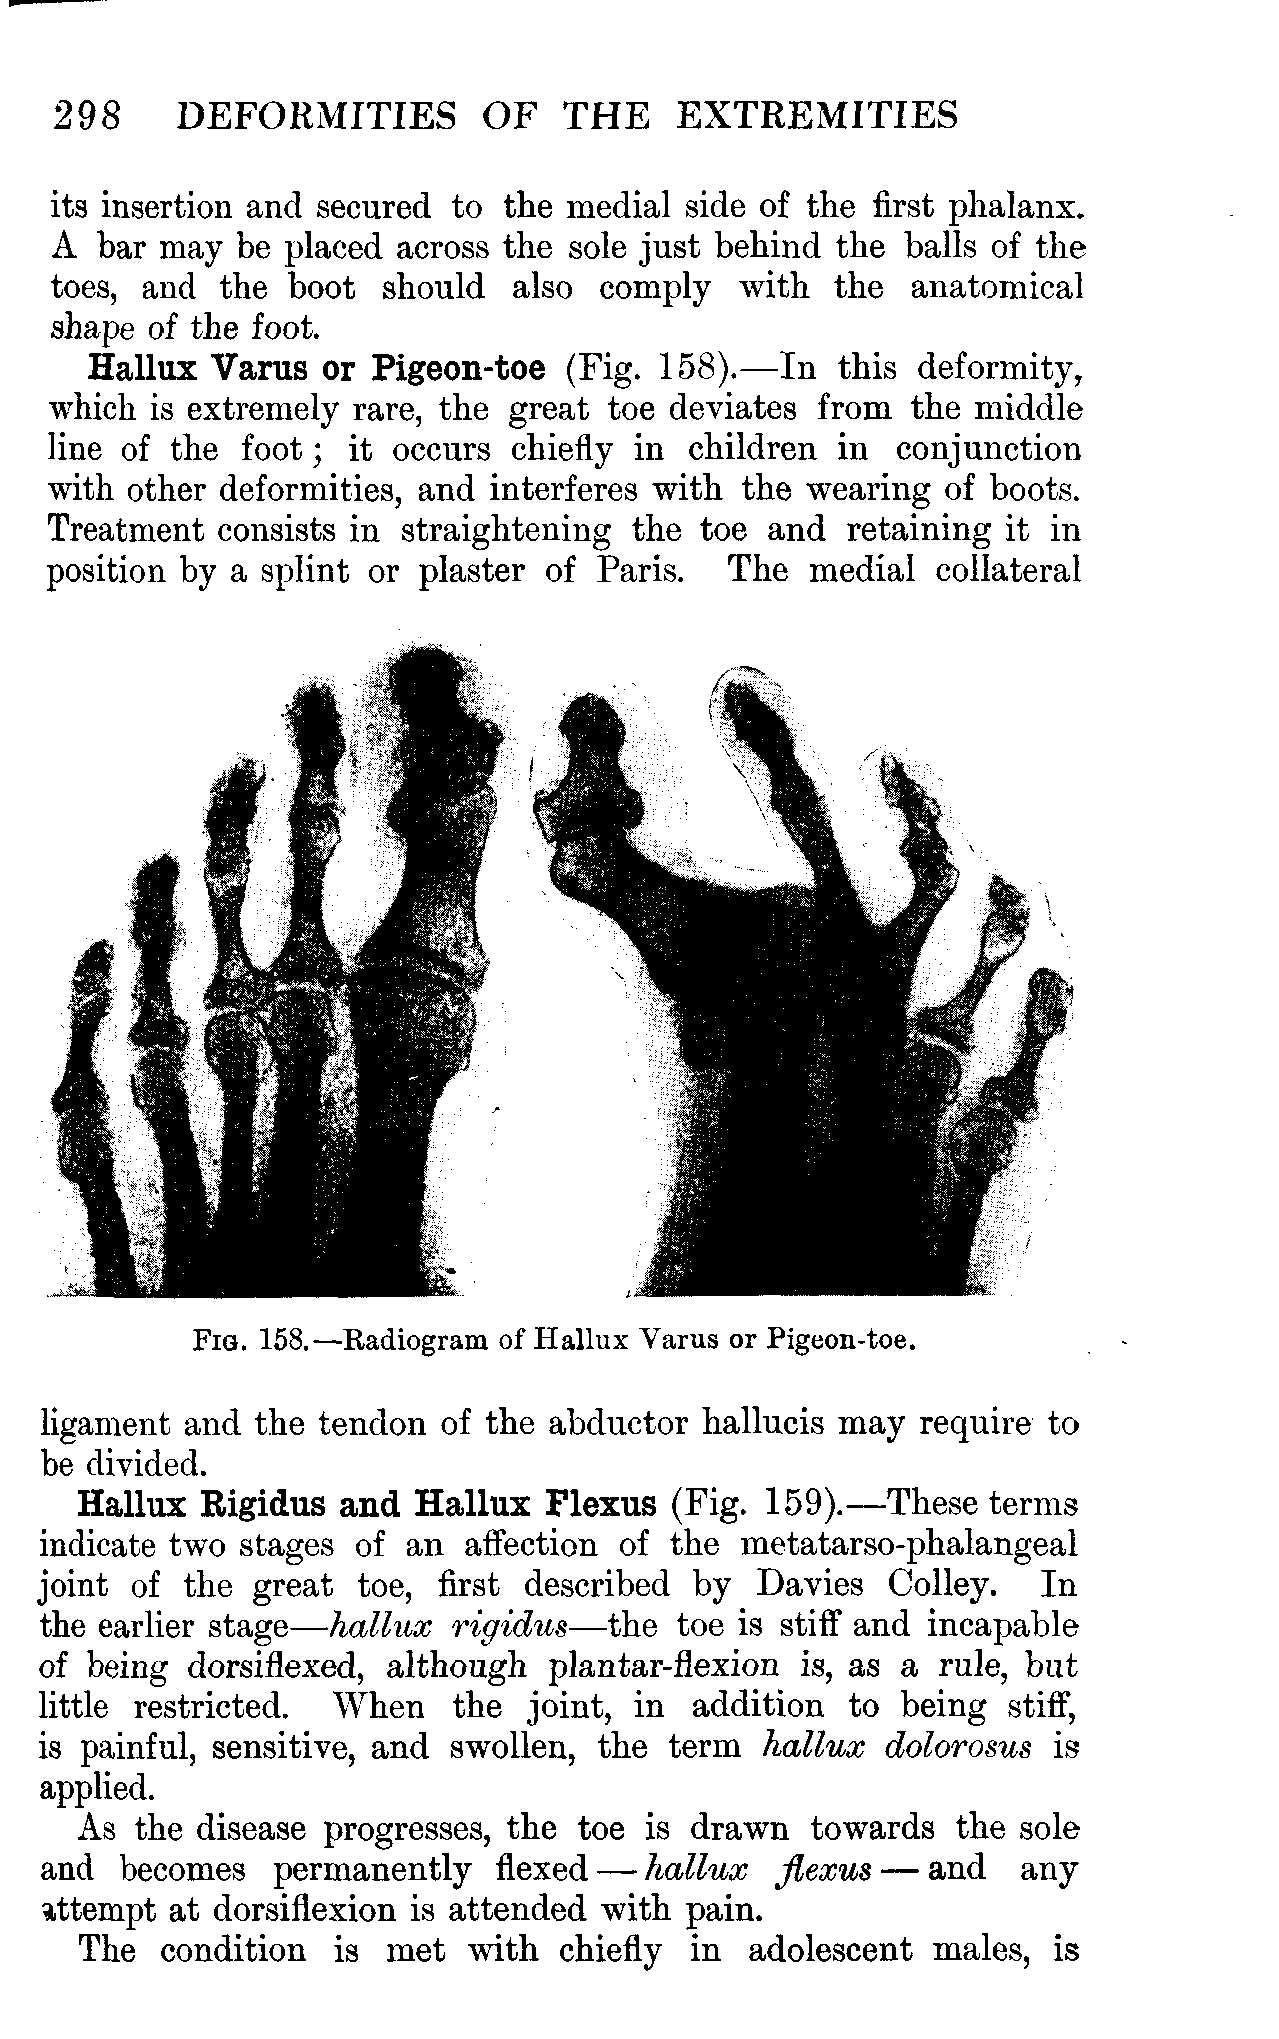 298 DEFORMITIES OF THE EXTREMITIES
its insertion and secured to the medial side of the first phalanx.
A bar may be placed across the sole just behind the balls of the
toes, and the boot should also comply with the anatomical
shape of the foot.
Hallux Varus or Pigeon-toe (Fig. 158).—In this deformity,
which is extremely rare, the great toe deviates from the middle
line of the foot; it occurs chiefly in children in conjunction
with other deformities, and interferes with the wearing of boots.
Treatment consists in straightening the toe and retaining it in
position by a splint or plaster of Paris. The medial collateral
FIG. 158.—Radiogram of Hallux Varus or Pigeon-toe.
ligament and the tendon of the abductor hallucis may require to
be divided.
Hallux Rigidus and Hallux Flexus (Fig. 159).—These terms
indicate two stages of an affection of the metatarso-phalangeal
joint of the great toe, first described by Davies Colley. In
the earlier stage—hallux rigidus—the toe is stiff and incapable
of being dorsiflexed, although plantar-flexion is, as a rule, but
little restricted. When the joint, in addition to being stiff,
is painful, sensitive, and swollen, the term hallux dolorosus is
applied.
As the disease progresses, the toe is drawn towards the sole
and becomes permanently flexed — hallux flexus — and any
attempt at dorsiflexion is attended with pain.
The condition is met with chiefly in adolescent males, is